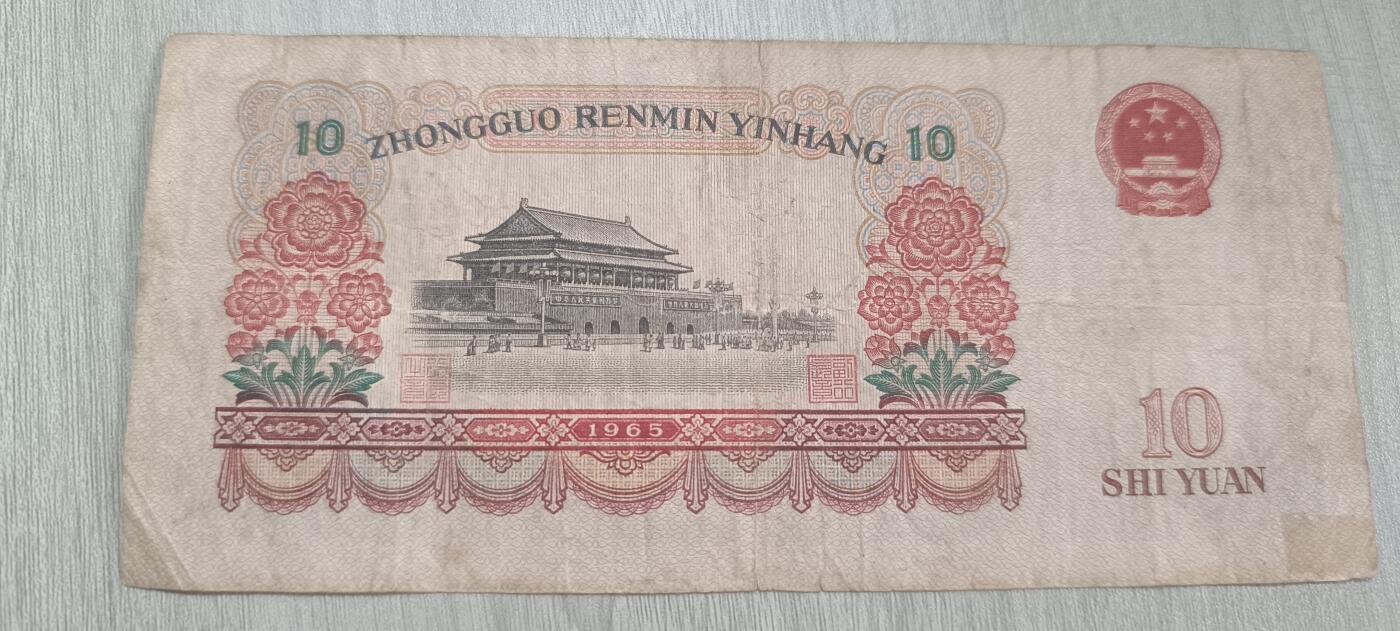 10 ZHONGGUO RENMIN YINHANG 10
1965
10
SHI YUAN